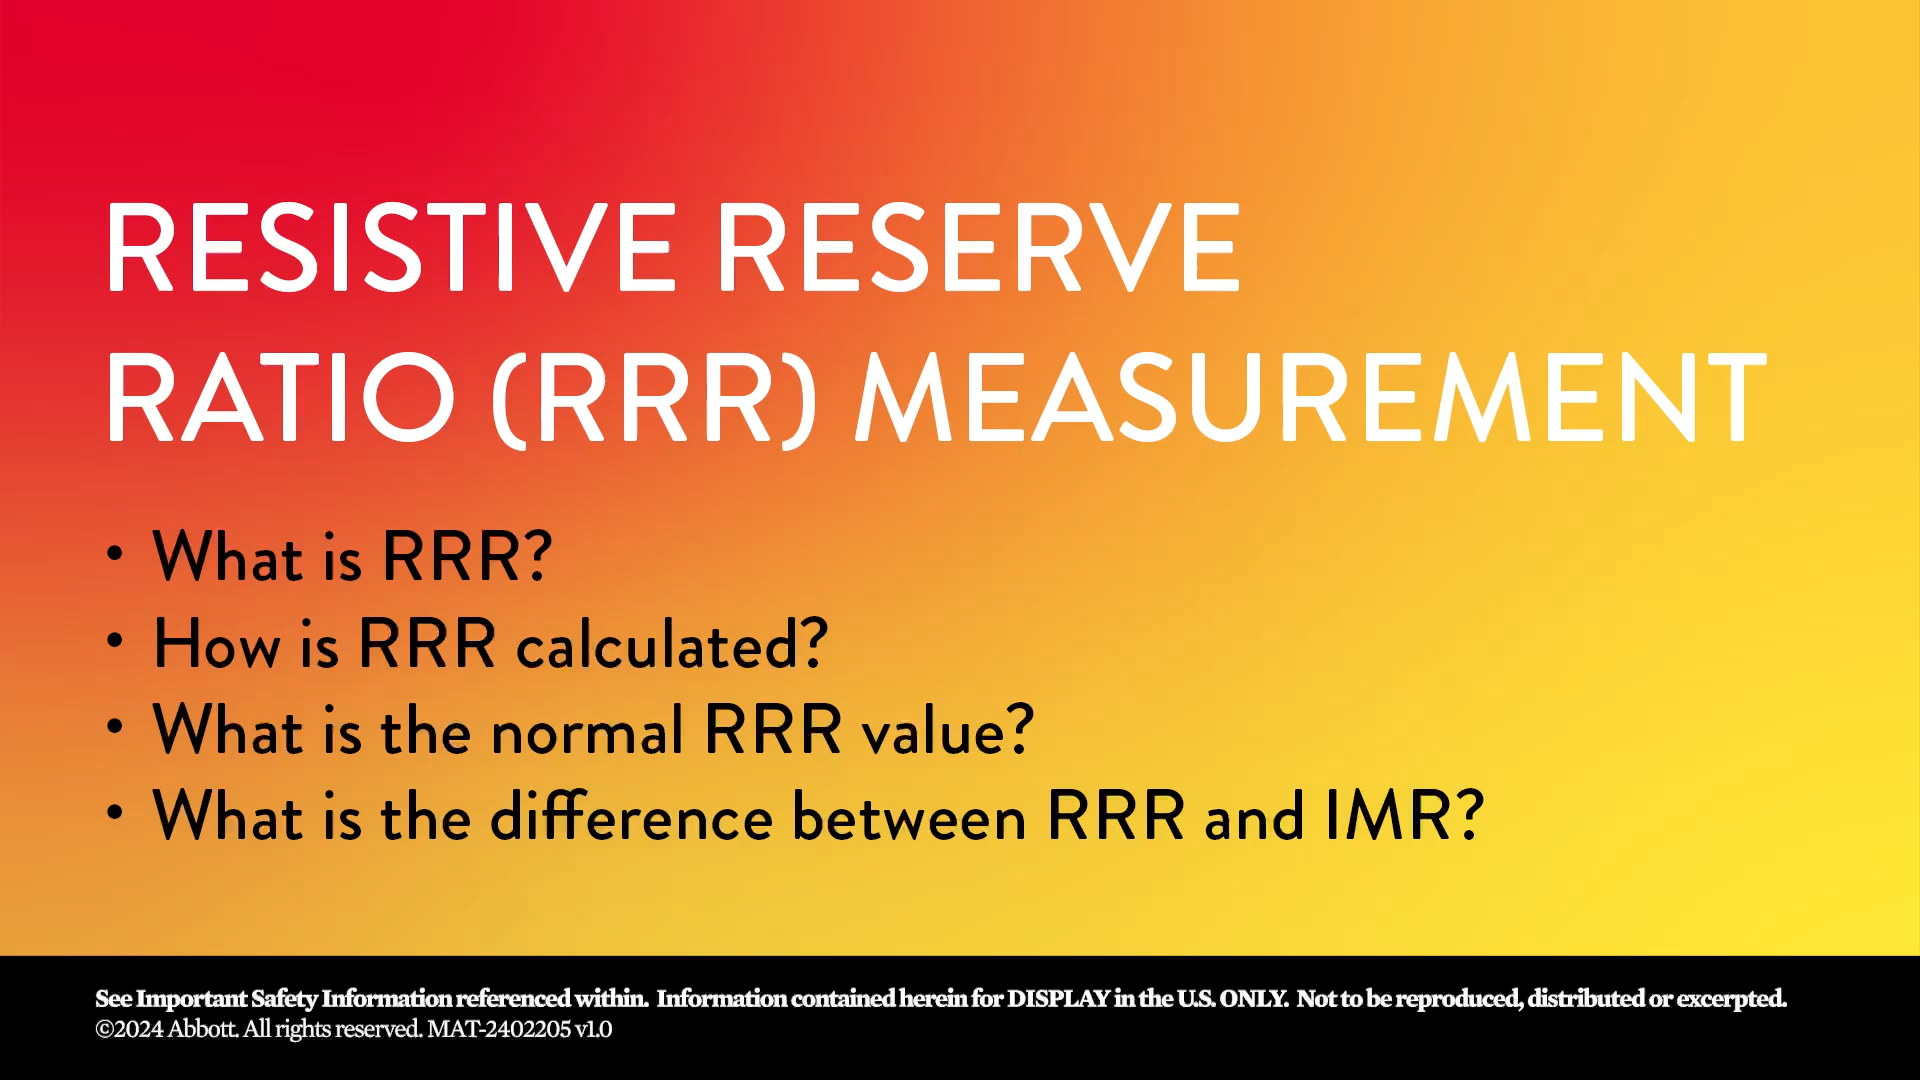 RESISTIVE RESERVE
RATIO (RRR) MEASUREMENT
• What is RRR?
• How is RRR calculated?
• What is the normal RRR value?
• What is the difference between RRR and IMR?
See Important Safety Information referenced within. Information contained herein for DISPLAY in the U.S. ONLY. Not to be reproduced, distributed or excerpted.
©2024 Abbott. All rights reserved. MAT-2402205 v1.0